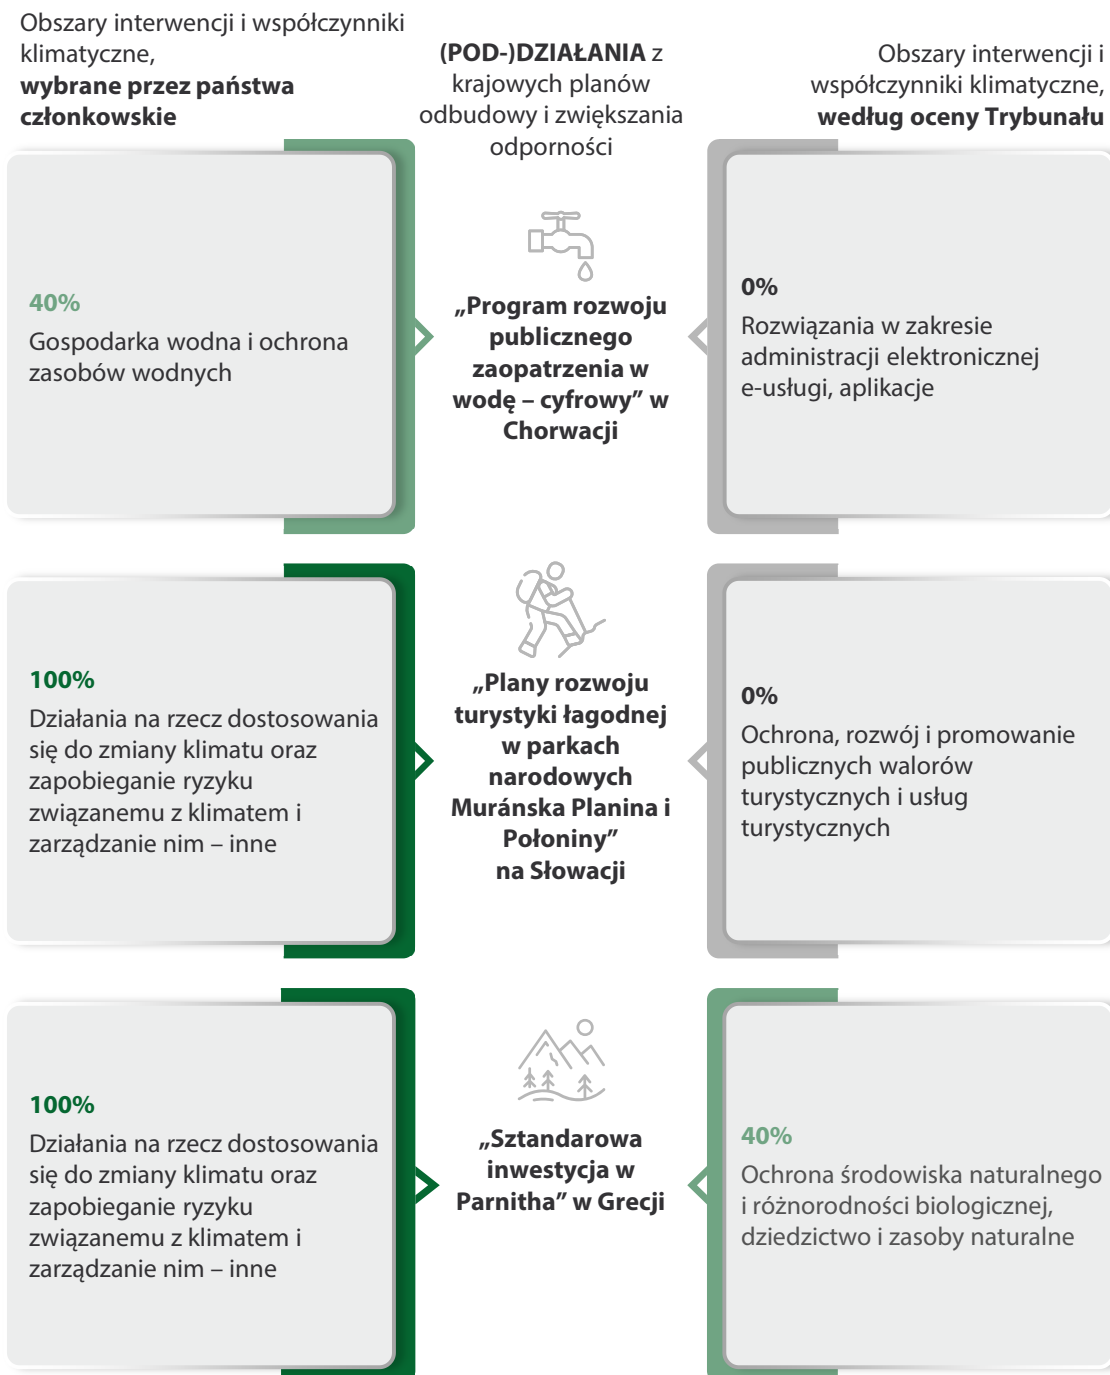 Obszary interwencji i współczynniki
klimatyczne,
wybrane przez państwa
członkowskie
(POD-)DZIAŁANIA z
krajowych planów
odbudowy i zwiększania
odporności
Obszary interwencji i
współczynniki klimatyczne,
według oceny Trybunału
40%
Gospodarka wodna i ochrona
zasobów wodnych
„Program rozwoju
publicznego
zaopatrzenia w
wodę – cyfrowy” w
Chorwacji
0%
Rozwiązania w zakresie
administracji elektronicznej
e-usługi, aplikacje
100%
Działania na rzecz dostosowania
się do zmiany klimatu oraz
zapobieganie ryzyku
związanemu z klimatem i
zarządzanie nim – inne
„Plany rozwoju
turystyki łagodnej
w parkach
narodowych
Muránska Planina i
Połoniny”
na Słowacji
0%
Ochrona, rozwój i promowanie
publicznych walorów
turystycznych i usług
turystycznych
100%
Działania na rzecz dostosowania
się do zmiany klimatu oraz
zapobieganie ryzyku
związanemu z klimatem i
zarządzanie nim – inne
„Sztandarowa
inwestycja w
Parnitha” w Grecji
40%
Ochrona środowiska naturalnego
i różnorodności biologicznej,
dziedzictwo i zasoby naturalne